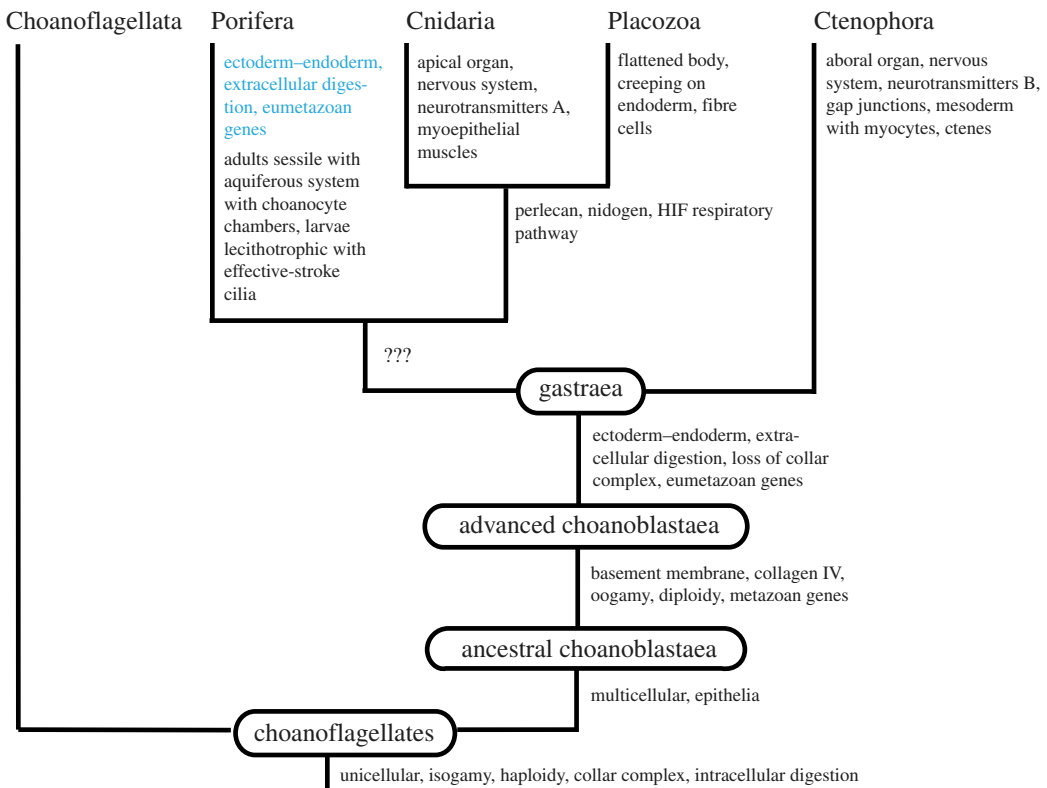 Choanoflagellata
Porifera
Cnidaria
Placozoa
Ctenophora
ectoderm–endoderm,
extracellular diges-
tion, eumetazoan
genes
adults sessile with
aquiferous system
with choanocyte
chambers, larvae
lecithotrophic with
effective-stroke
cilia
apical organ,
nervous system,
neurotransmitters A,
myoepithelial
muscles
flattened body,
creeping on
endoderm, fibre
cells
aboral organ, nervous
system, neurotransmitters B,
gap junctions, mesoderm
with myocytes, ctenes
perlecan, nidogen, HIF respiratory
pathway
???
gastraea
ectoderm–endoderm, extra-
cellular digestion, loss of collar
complex, eumetazoan genes
advanced choanoblastaea
basement membrane, collagen IV,
oogamy, diploidy, metazoan genes
ancestral choanoblastaea
multicellular, epithelia
choanoflagellates
unicellular, isogamy, haploidy, collar complex, intracellular digestion